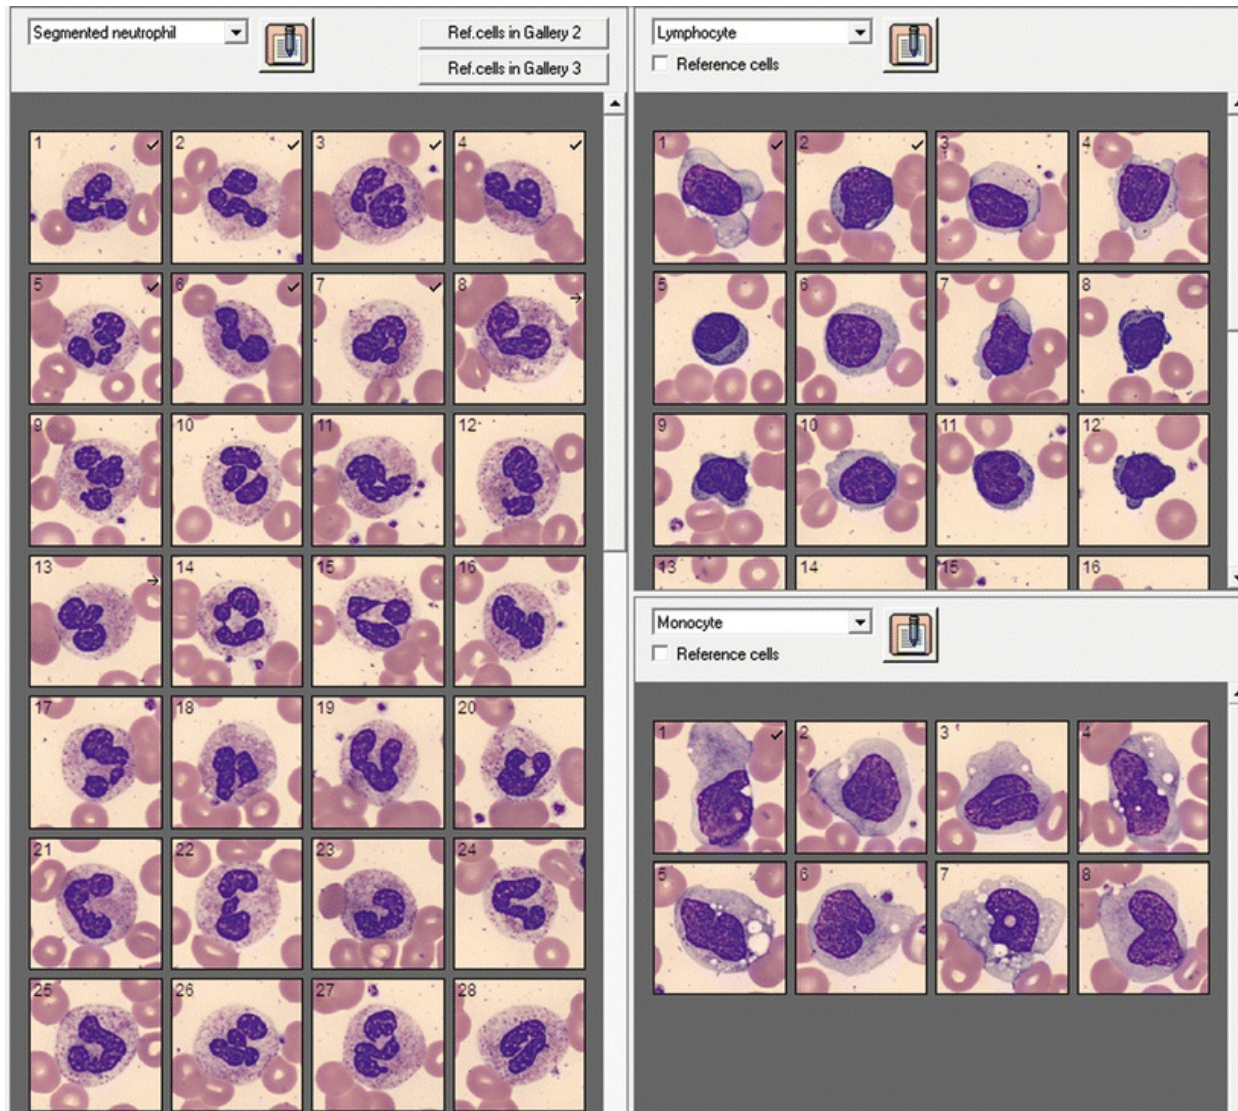 Segmented neutrophil
Ref.cells in Gallery 2
Ref.cells in Gallery 3
1 2 3 4
5 6 7 8
9 10 11 12
13 14 15 16
17 18 19 20
21 22 23 24
25 26 27 28
Lymphocyte
Reference cells
1 2 3 4
5 6 7 8
9 10 11 12
13 14 15 16
Monocyte
Reference cells
1 2 3 4
5 6 7 8